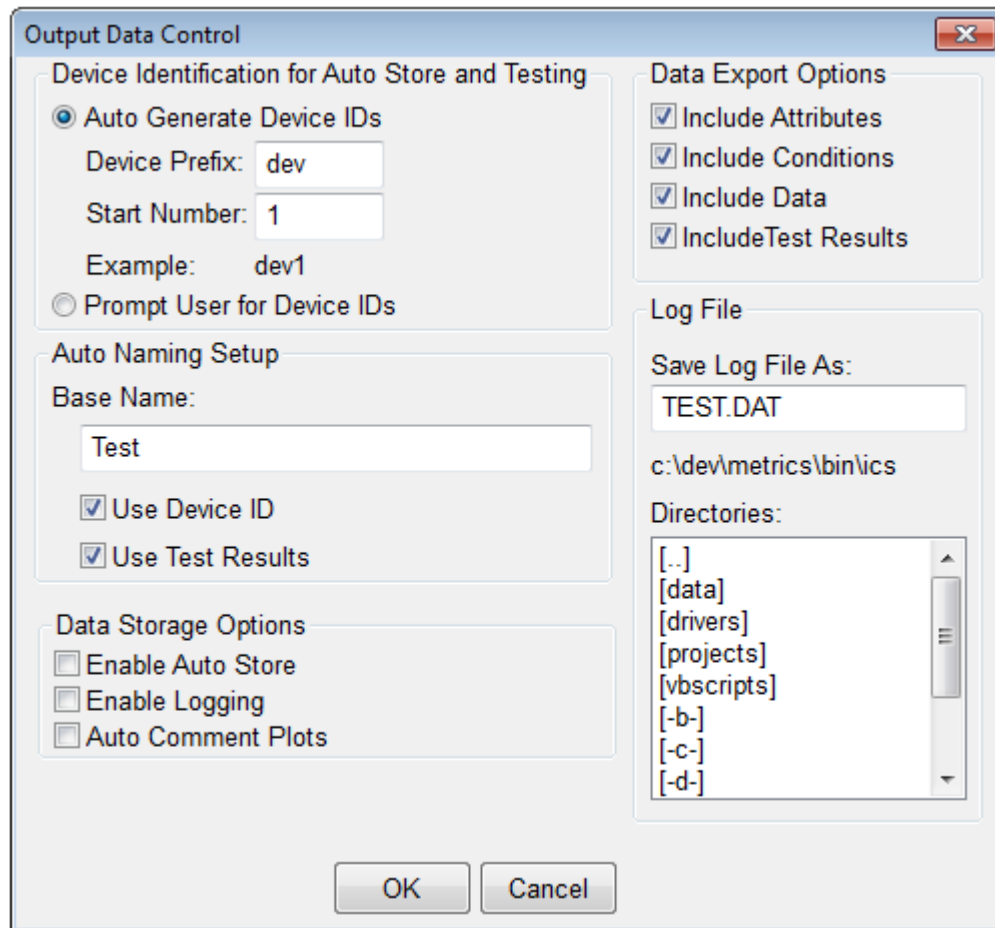 Output Data Control
Device Identification for Auto Store and Testing
Auto Generate Device IDs
Device Prefix: dev
Start Number: 1
Example: dev1
Prompt User for Device IDs
Auto Naming Setup
Base Name:
Test
Use Device ID
Use Test Results
Data Storage Options
Enable Auto Store
Enable Logging
Auto Comment Plots
Data Export Options
Include Attributes
Include Conditions
Include Data
IncludeTest Results
Log File
Save Log File As:
TEST.DAT
c:\dev\metrics\bin\ics
Directories:
[..]
[data]
[drivers]
[projects]
[vbscripts]
[-b-]
[-c-]
[-d-]
OK
Cancel